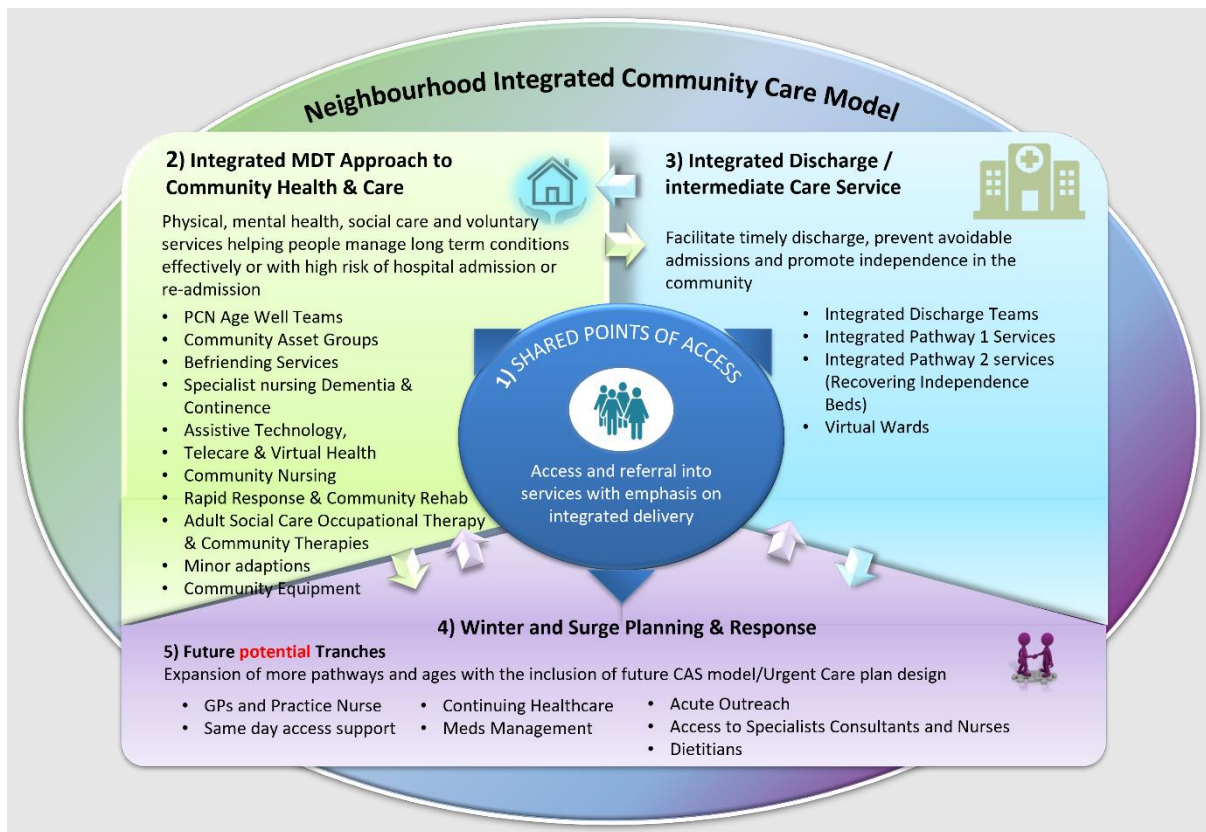 Neighbourhood Integrated Community Care Model
2) Integrated MDT Approach to
Community Health & Care
Physical, mental health, social care and voluntary
services helping people manage long term conditions
effectively or with high risk of hospital admission or
re-admission
• PCN Age Well Teams
• Community Asset Groups
• Befriending Services
• Specialist nursing Dementia &
Continence
• Assistive Technology,
• Telecare & Virtual Health
• Community Nursing
• Rapid Response & Community Rehab
• Adult Social Care Occupational Therapy
& Community Therapies
• Minor adaptions
• Community Equipment
3) Integrated Discharge /
intermediate Care Service
Facilitate timely discharge, prevent avoidable
admissions and promote independence in the
community
• Integrated Discharge Teams
• Integrated Pathway 1 Services
• Integrated Pathway 2 services
(Recovering Independence
Beds)
• Virtual Wards
1) SHARED POINTS OF ACCESS
Access and referral into
services with emphasis on
integrated delivery
4) Winter and Surge Planning & Response
5) Future potential Tranches
Expansion of more pathways and ages with the inclusion of future CAS model/Urgent Care plan design
• GPs and Practice Nurse
• Same day access support
• Continuing Healthcare
• Meds Management
• Acute Outreach
• Access to Specialists Consultants and Nurses
• Dietitians